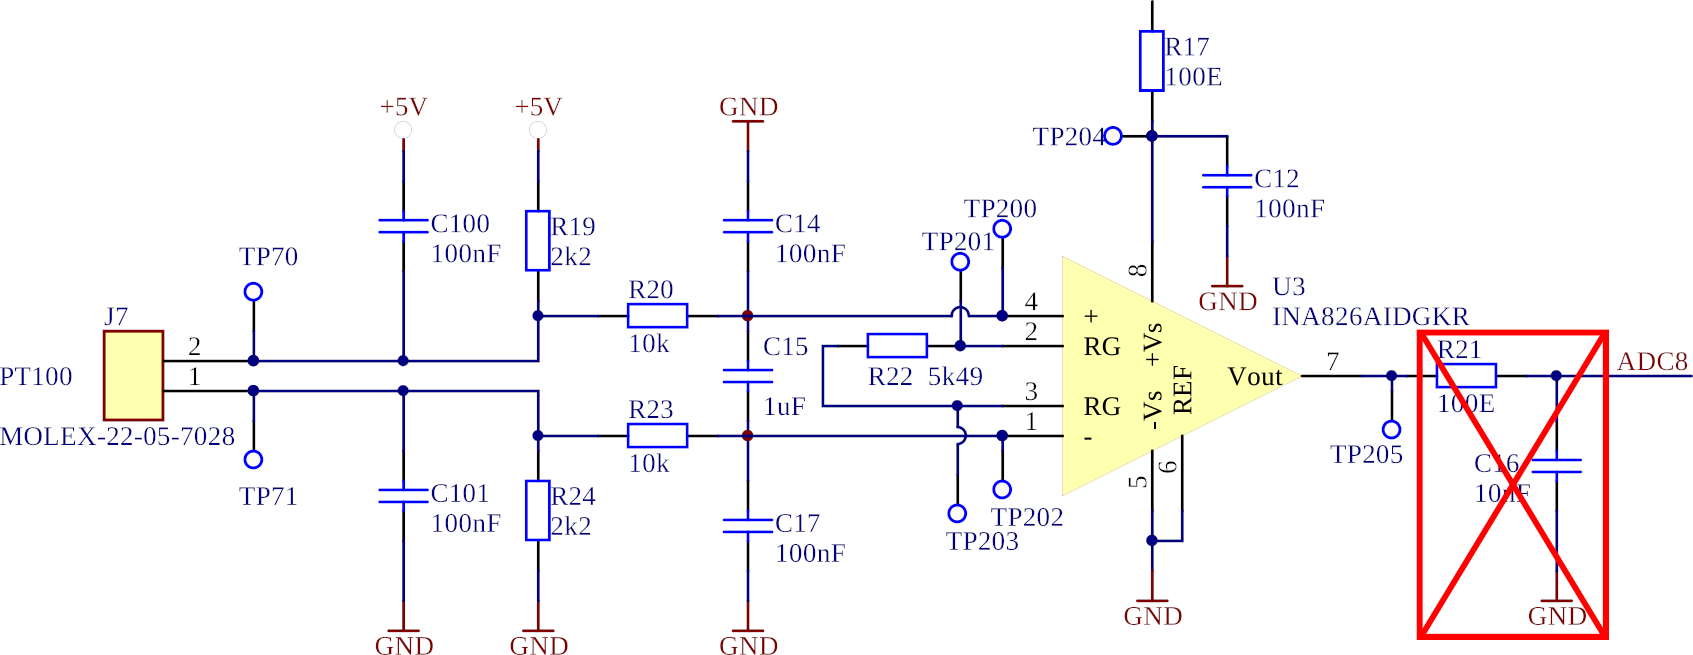 R17
100E
+5V
+5V
GND
TP204
C12
100nF
TP200
TP201
C100
100nF
R19
2k2
C14
100nF
TP70
8
GND
U3
INA826AIDGKR
R20
10k
4
+
2
RG
+Vs
J7
2
1
PT100
C15
1uF
R22 5k49
REF
Vout
7
R21
100E
ADC8
3
RG
-Vs
1
-
R23
10k
MOLEX-22-05-7028
TP205
C16
10nF
6
5
TP71
C101
100nF
R24
2k2
C17
100nF
TP202
TP203
GND
GND
GND
GND
GND